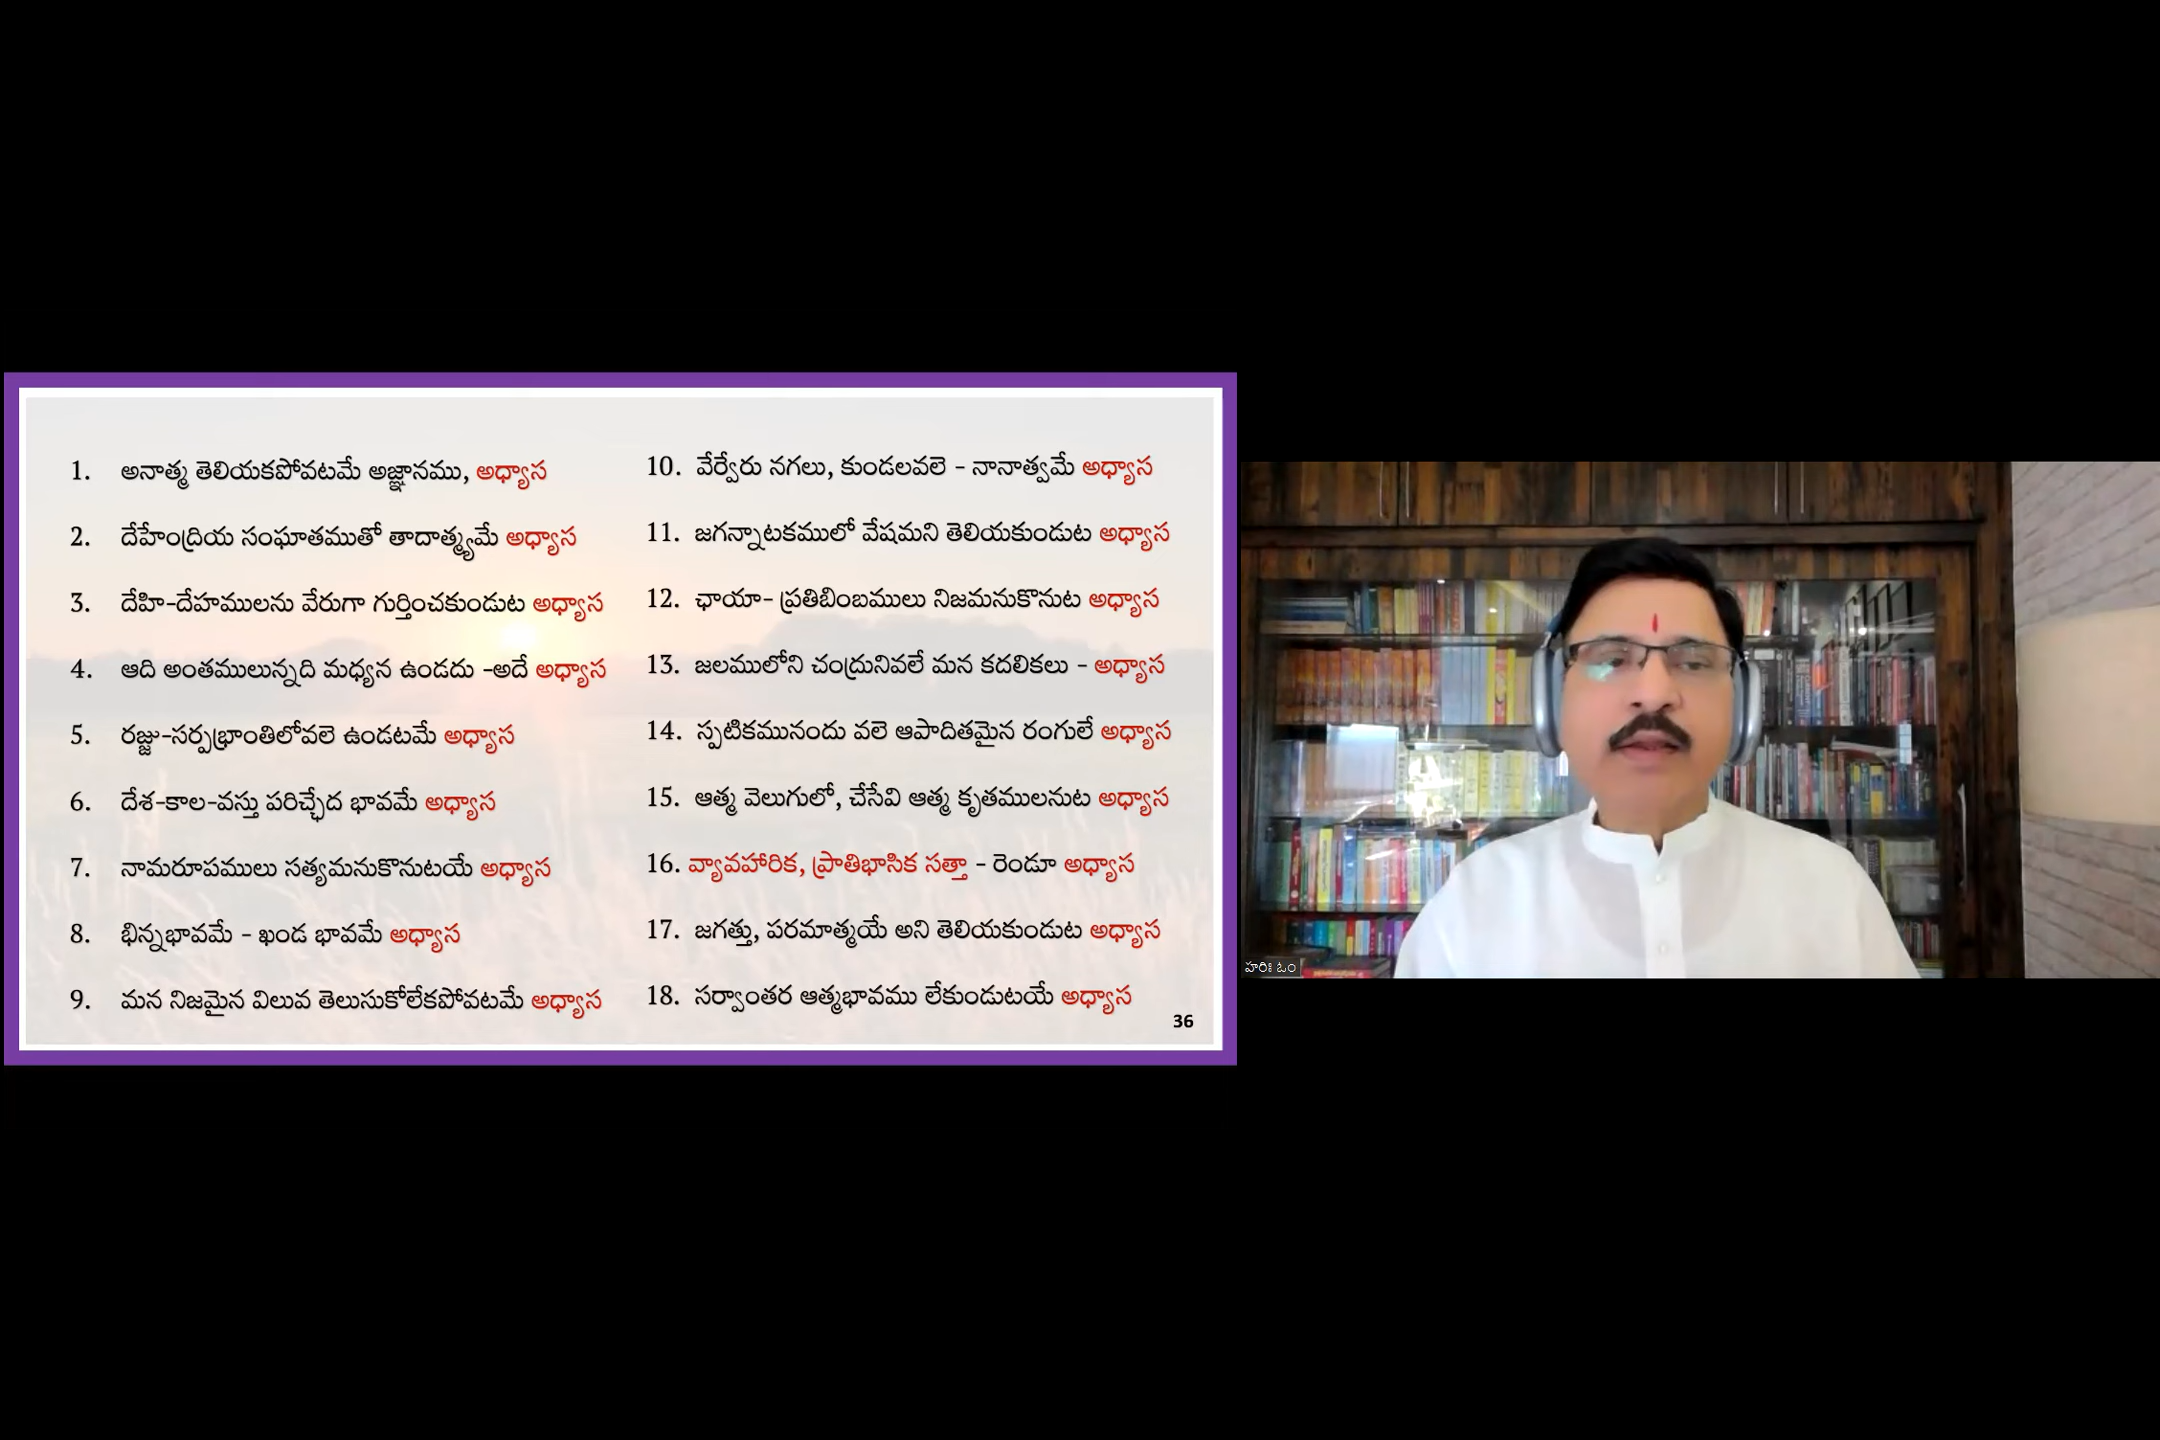 1. అనాత్మ తెలియకపోవటమే అజ్ఞానము, అధ్యాస
2. దేహేంద్రియ సంఘాతముతో తాదాత్మ్యమే అధ్యాస
3. దేహి-దేహములను వేరుగా గుర్తించకుండుట అధ్యాస
4. ఆది అంతములున్నది మధ్యన ఉండదు -అదే అధ్యాస
5. రజ్జు-సర్పభ్రాంతిలోవలె ఉండటమే అధ్యాస
6. దేశ-కాల-వస్తు పరిచ్ఛేద భావమే అధ్యాస
7. నామరూపములు సత్యమనుకొనుటయే అధ్యాస
8. భిన్నభావమే - ఖండ భావమే అధ్యాస
9. మన నిజమైన విలువ తెలుసుకోలేకపోవటమే అధ్యాస
10. వేర్వేరు నగలు, కుండలవలె - నానాత్వమే అధ్యాస
11. జగన్నాటకములో వేషమని తెలియకుండుట అధ్యాస
12. ఛాయా- ప్రతిబింబములు నిజమనుకొనుట అధ్యాస
13. జలములోని చంద్రునివలే మన కదలికలు - అధ్యాస
14. స్పటికమునందు వలె ఆపాదితమైన రంగులే అధ్యాస
15. ఆత్మ వెలుగులో, చేసేవి ఆత్మ కృతములనుట అధ్యాస
16. వ్యావహారిక, ప్రాతిభాసిక సత్తా - రెండూ అధ్యాస
17. జగత్తు, పరమాత్మయే అని తెలియకుండుట అధ్యాస
18. సర్వాంతర ఆత్మభావము లేకుండుటయే అధ్యాస
36
హరిః ఓం